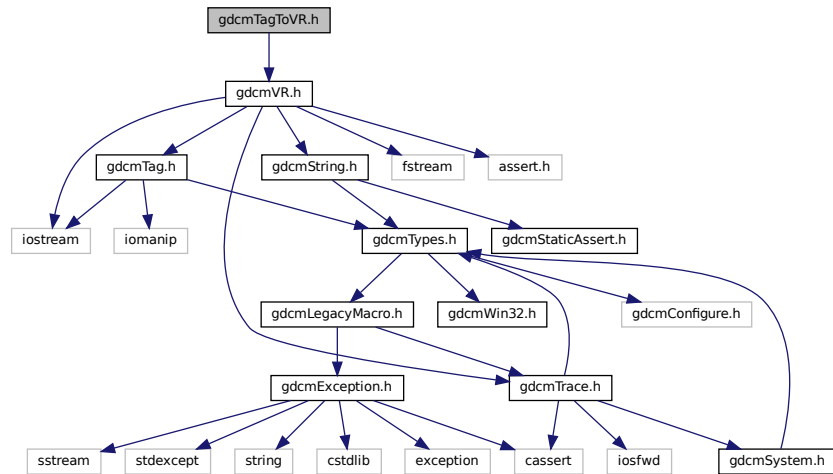 gdcmTagToVR.h
gdcmVR.h
gdcmTag.h
gdcmString.h
fstream
assert.h
iostream
iomanip
gdcmTypes.h
gdcmStaticAssert.h
gdcmLegacyMacro.h
gdcmWin32.h
gdcmConfigure.h
gdcmException.h
gdcmTrace.h
sstream
stdexcept
string
cstdlib
exception
cassert
iosfwd
gdcmSystem.h